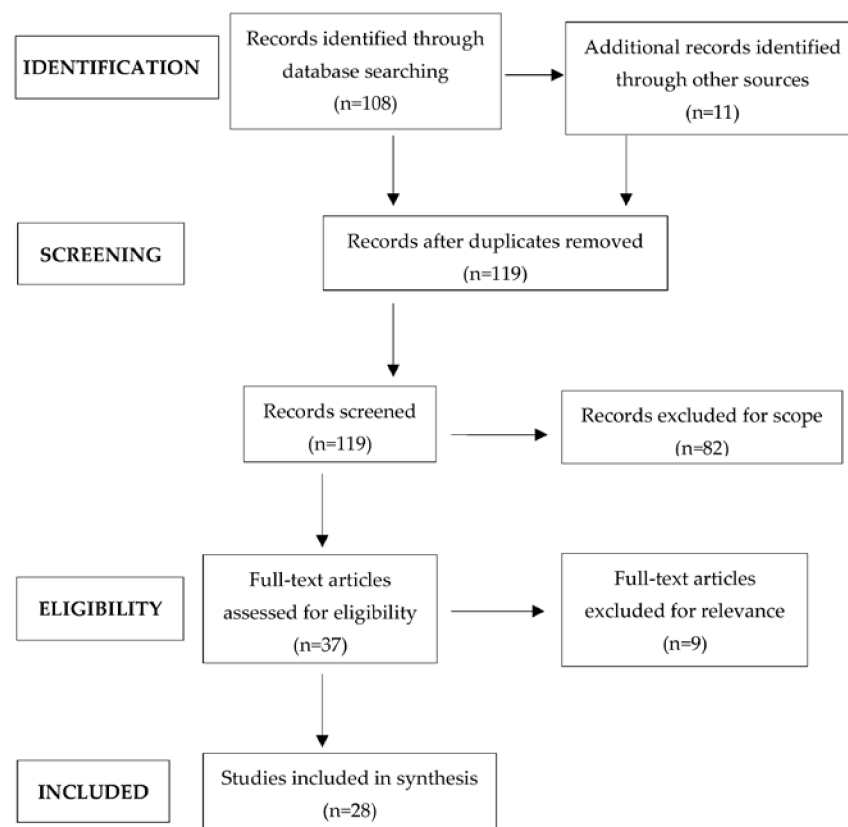 IDENTIFICATION
Records identified through
database searching
(n=108)
Additional records identified
through other sources
(n=11)
SCREENING
Records after duplicates removed
(n=119)
Records screened
(n=119)
Records excluded for scope
(n=82)
ELIGIBILITY
Full-text articles
assessed for eligibility
(n=37)
Full-text articles
excluded for relevance
(n=9)
INCLUDED
Studies included in synthesis
(n=28)